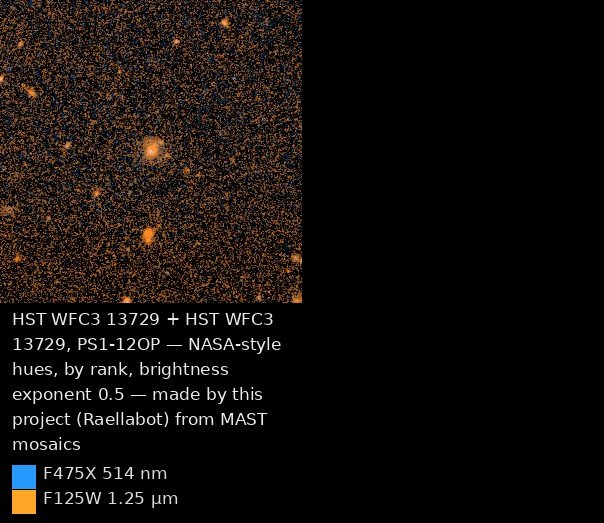 HST WFC3 13729 + HST WFC3
13729, PS1-12OP — NASA-style
hues, by rank, brightness
exponent 0.5 — made by this
project (Raellabot) from MAST
mosaics
F475X 514 nm
F125W 1.25 µm